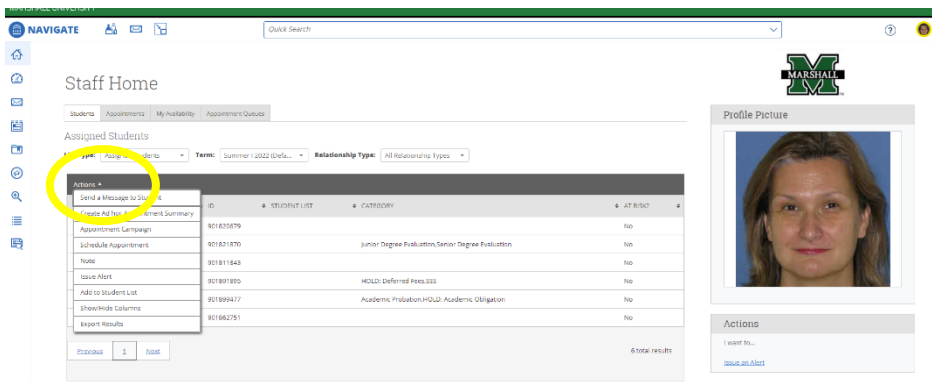 MARSHALL UNIVERSITY
NAVIGATE Quick Search
MARSHALL
Staff Home
Students Appointments My Availability Appointment Queues
Profile Picture
Assigned Students
Assigned Students Term: Summer I 2022 (Defa... Relationship Type: All Relationship Types
Actions
Send a Message to Student
ID STUDENT LIST CATEGORY AT RISK?
Create Ad hoc Appointment Summary
901820679 No
Appointment Campaign
Schedule Appointment 901821870 Junior Degree Evaluation,Senior Degree Evaluation No
Note 901811843 No
Issue Alert 901891895 HOLD: Deferred Fees,SSS No
Add to Student List
901899477 Academic Probation,HOLD: Academic Obligation No
Show/Hide Columns
901862751 No
Export Results
Actions
I want to...
Previous 1 Next 6 total results
Issue an Alert